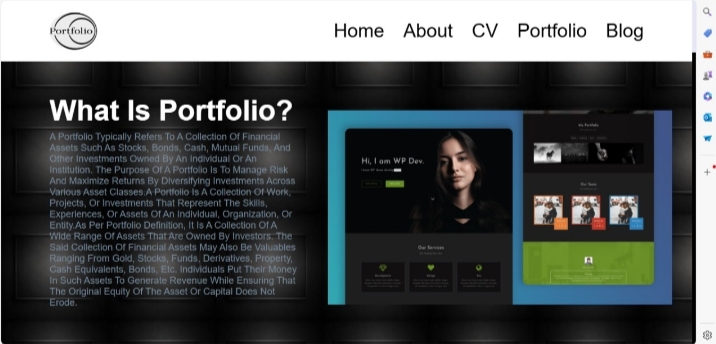 Portfolio
Home About CV Portfolio Blog
What Is Portfolio?
A Portfolio Typically Refers To A Collection Of Financial
Assets Such As Stocks, Bonds, Cash, Mutual Funds, And
Other Investments Owned By An Individual Or An
Institution. The Purpose Of A Portfolio Is To Manage Risk
And Maximize Returns By Diversifying Investments Across
Various Asset Classes.A Portfolio Is A Collection Of Work,
Projects, Or Investments That Represent The Skills,
Experiences, Or Assets Of An Individual, Organization, Or
Entity.As Per Portfolio Definition, It Is A Collection Of A
Wide Range Of Assets That Are Owned By Investors. The
Said Collection Of Financial Assets May Also Be Valuables
Ranging From Gold, Stocks, Funds, Derivatives, Property,
Cash Equivalents, Bonds, Etc. Individuals Put Their Money
In Such Assets To Generate Revenue While Ensuring That
The Original Equity Of The Asset Or Capital Does Not
Erode.
Hi, I am WP Dev.
Our Services
My Portfolio
Our Team